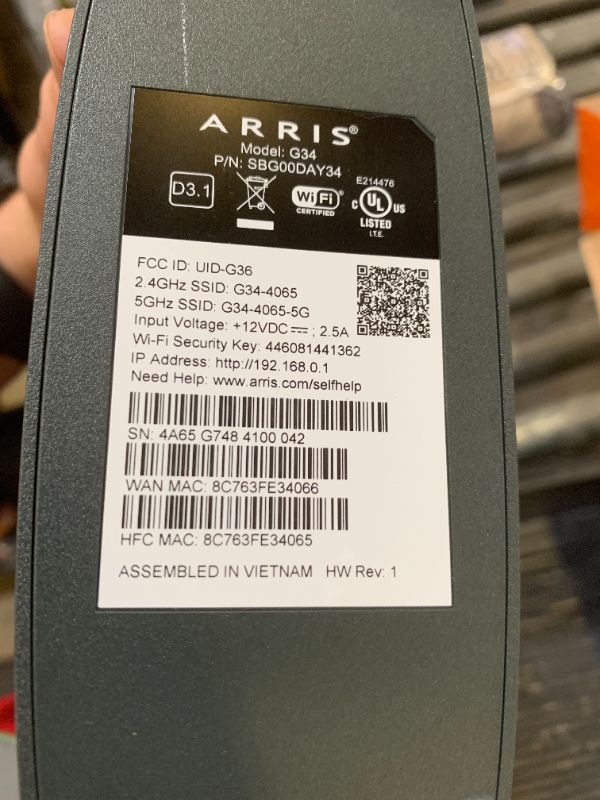 ARRIS®
Model: G34
P/N: SBG00DAY34
D3.1
WiFi®
CERTIFIED
E214476
c UL® US
LISTED
I.T.E.
FCC ID: UID-G36
2.4GHz SSID: G34-4065
5GHz SSID: G34-4065-5G
Input Voltage: +12VDC ⎓ ; 2.5A
Wi-Fi Security Key: 446081441362
IP Address: http://192.168.0.1
Need Help: www.arris.com/selfhelp
SN: 4A65 G748 4100 042
WAN MAC: 8C763FE34066
HFC MAC: 8C763FE34065
ASSEMBLED IN VIETNAM HW Rev: 1